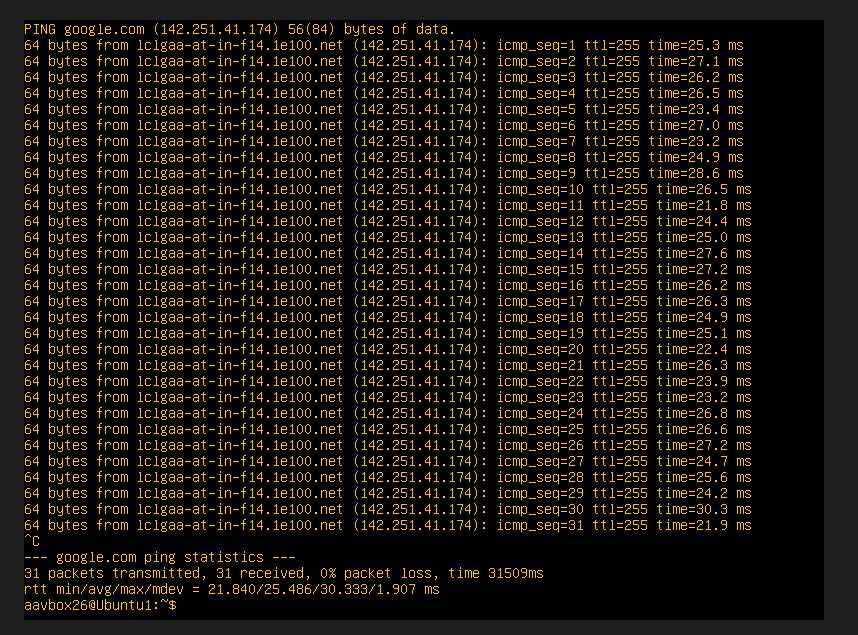 PING google.com (142.251.41.174) 56(84) bytes of data.
64 bytes from lclgaa-at-in-f14.1e100.net (142.251.41.174): icmp_seq=1 ttl=255 time=25.3 ms
64 bytes from lclgaa-at-in-f14.1e100.net (142.251.41.174): icmp_seq=2 ttl=255 time=27.1 ms
64 bytes from lclgaa-at-in-f14.1e100.net (142.251.41.174): icmp_seq=3 ttl=255 time=26.2 ms
64 bytes from lclgaa-at-in-f14.1e100.net (142.251.41.174): icmp_seq=4 ttl=255 time=26.5 ms
64 bytes from lclgaa-at-in-f14.1e100.net (142.251.41.174): icmp_seq=5 ttl=255 time=23.4 ms
64 bytes from lclgaa-at-in-f14.1e100.net (142.251.41.174): icmp_seq=6 ttl=255 time=27.0 ms
64 bytes from lclgaa-at-in-f14.1e100.net (142.251.41.174): icmp_seq=7 ttl=255 time=23.2 ms
64 bytes from lclgaa-at-in-f14.1e100.net (142.251.41.174): icmp_seq=8 ttl=255 time=24.9 ms
64 bytes from lclgaa-at-in-f14.1e100.net (142.251.41.174): icmp_seq=9 ttl=255 time=28.6 ms
64 bytes from lclgaa-at-in-f14.1e100.net (142.251.41.174): icmp_seq=10 ttl=255 time=26.5 ms
64 bytes from lclgaa-at-in-f14.1e100.net (142.251.41.174): icmp_seq=11 ttl=255 time=21.8 ms
64 bytes from lclgaa-at-in-f14.1e100.net (142.251.41.174): icmp_seq=12 ttl=255 time=24.4 ms
64 bytes from lclgaa-at-in-f14.1e100.net (142.251.41.174): icmp_seq=13 ttl=255 time=25.0 ms
64 bytes from lclgaa-at-in-f14.1e100.net (142.251.41.174): icmp_seq=14 ttl=255 time=27.6 ms
64 bytes from lclgaa-at-in-f14.1e100.net (142.251.41.174): icmp_seq=15 ttl=255 time=27.2 ms
64 bytes from lclgaa-at-in-f14.1e100.net (142.251.41.174): icmp_seq=16 ttl=255 time=26.2 ms
64 bytes from lclgaa-at-in-f14.1e100.net (142.251.41.174): icmp_seq=17 ttl=255 time=26.3 ms
64 bytes from lclgaa-at-in-f14.1e100.net (142.251.41.174): icmp_seq=18 ttl=255 time=24.9 ms
64 bytes from lclgaa-at-in-f14.1e100.net (142.251.41.174): icmp_seq=19 ttl=255 time=25.1 ms
64 bytes from lclgaa-at-in-f14.1e100.net (142.251.41.174): icmp_seq=20 ttl=255 time=22.4 ms
64 bytes from lclgaa-at-in-f14.1e100.net (142.251.41.174): icmp_seq=21 ttl=255 time=26.3 ms
64 bytes from lclgaa-at-in-f14.1e100.net (142.251.41.174): icmp_seq=22 ttl=255 time=23.9 ms
64 bytes from lclgaa-at-in-f14.1e100.net (142.251.41.174): icmp_seq=23 ttl=255 time=23.2 ms
64 bytes from lclgaa-at-in-f14.1e100.net (142.251.41.174): icmp_seq=24 ttl=255 time=26.8 ms
64 bytes from lclgaa-at-in-f14.1e100.net (142.251.41.174): icmp_seq=25 ttl=255 time=26.6 ms
64 bytes from lclgaa-at-in-f14.1e100.net (142.251.41.174): icmp_seq=26 ttl=255 time=27.2 ms
64 bytes from lclgaa-at-in-f14.1e100.net (142.251.41.174): icmp_seq=27 ttl=255 time=24.7 ms
64 bytes from lclgaa-at-in-f14.1e100.net (142.251.41.174): icmp_seq=28 ttl=255 time=25.6 ms
64 bytes from lclgaa-at-in-f14.1e100.net (142.251.41.174): icmp_seq=29 ttl=255 time=24.2 ms
64 bytes from lclgaa-at-in-f14.1e100.net (142.251.41.174): icmp_seq=30 ttl=255 time=30.3 ms
64 bytes from lclgaa-at-in-f14.1e100.net (142.251.41.174): icmp_seq=31 ttl=255 time=21.9 ms
^C
--- google.com ping statistics ---
31 packets transmitted, 31 received, 0% packet loss, time 31509ms
rtt min/avg/max/mdev = 21.840/25.486/30.333/1.907 ms
aavbox26@Ubuntu1:~$